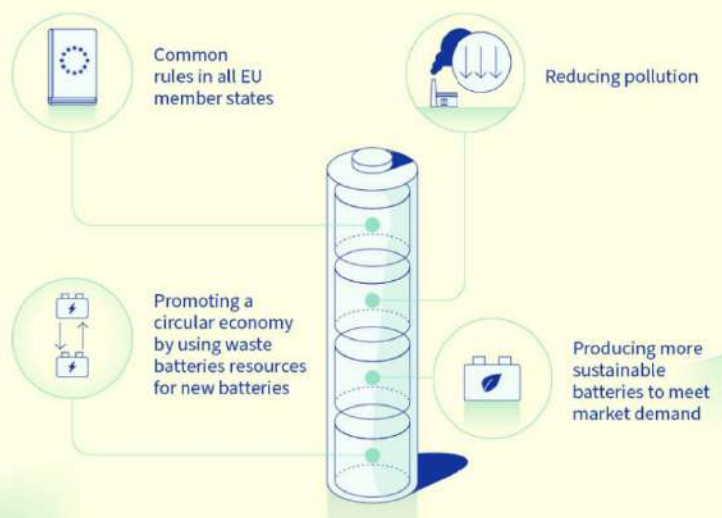 Common
rules in all EU
member states
Reducing pollution
Promoting a
circular economy
by using waste
batteries resources
for new batteries
Producing more
sustainable
batteries to meet
market demand